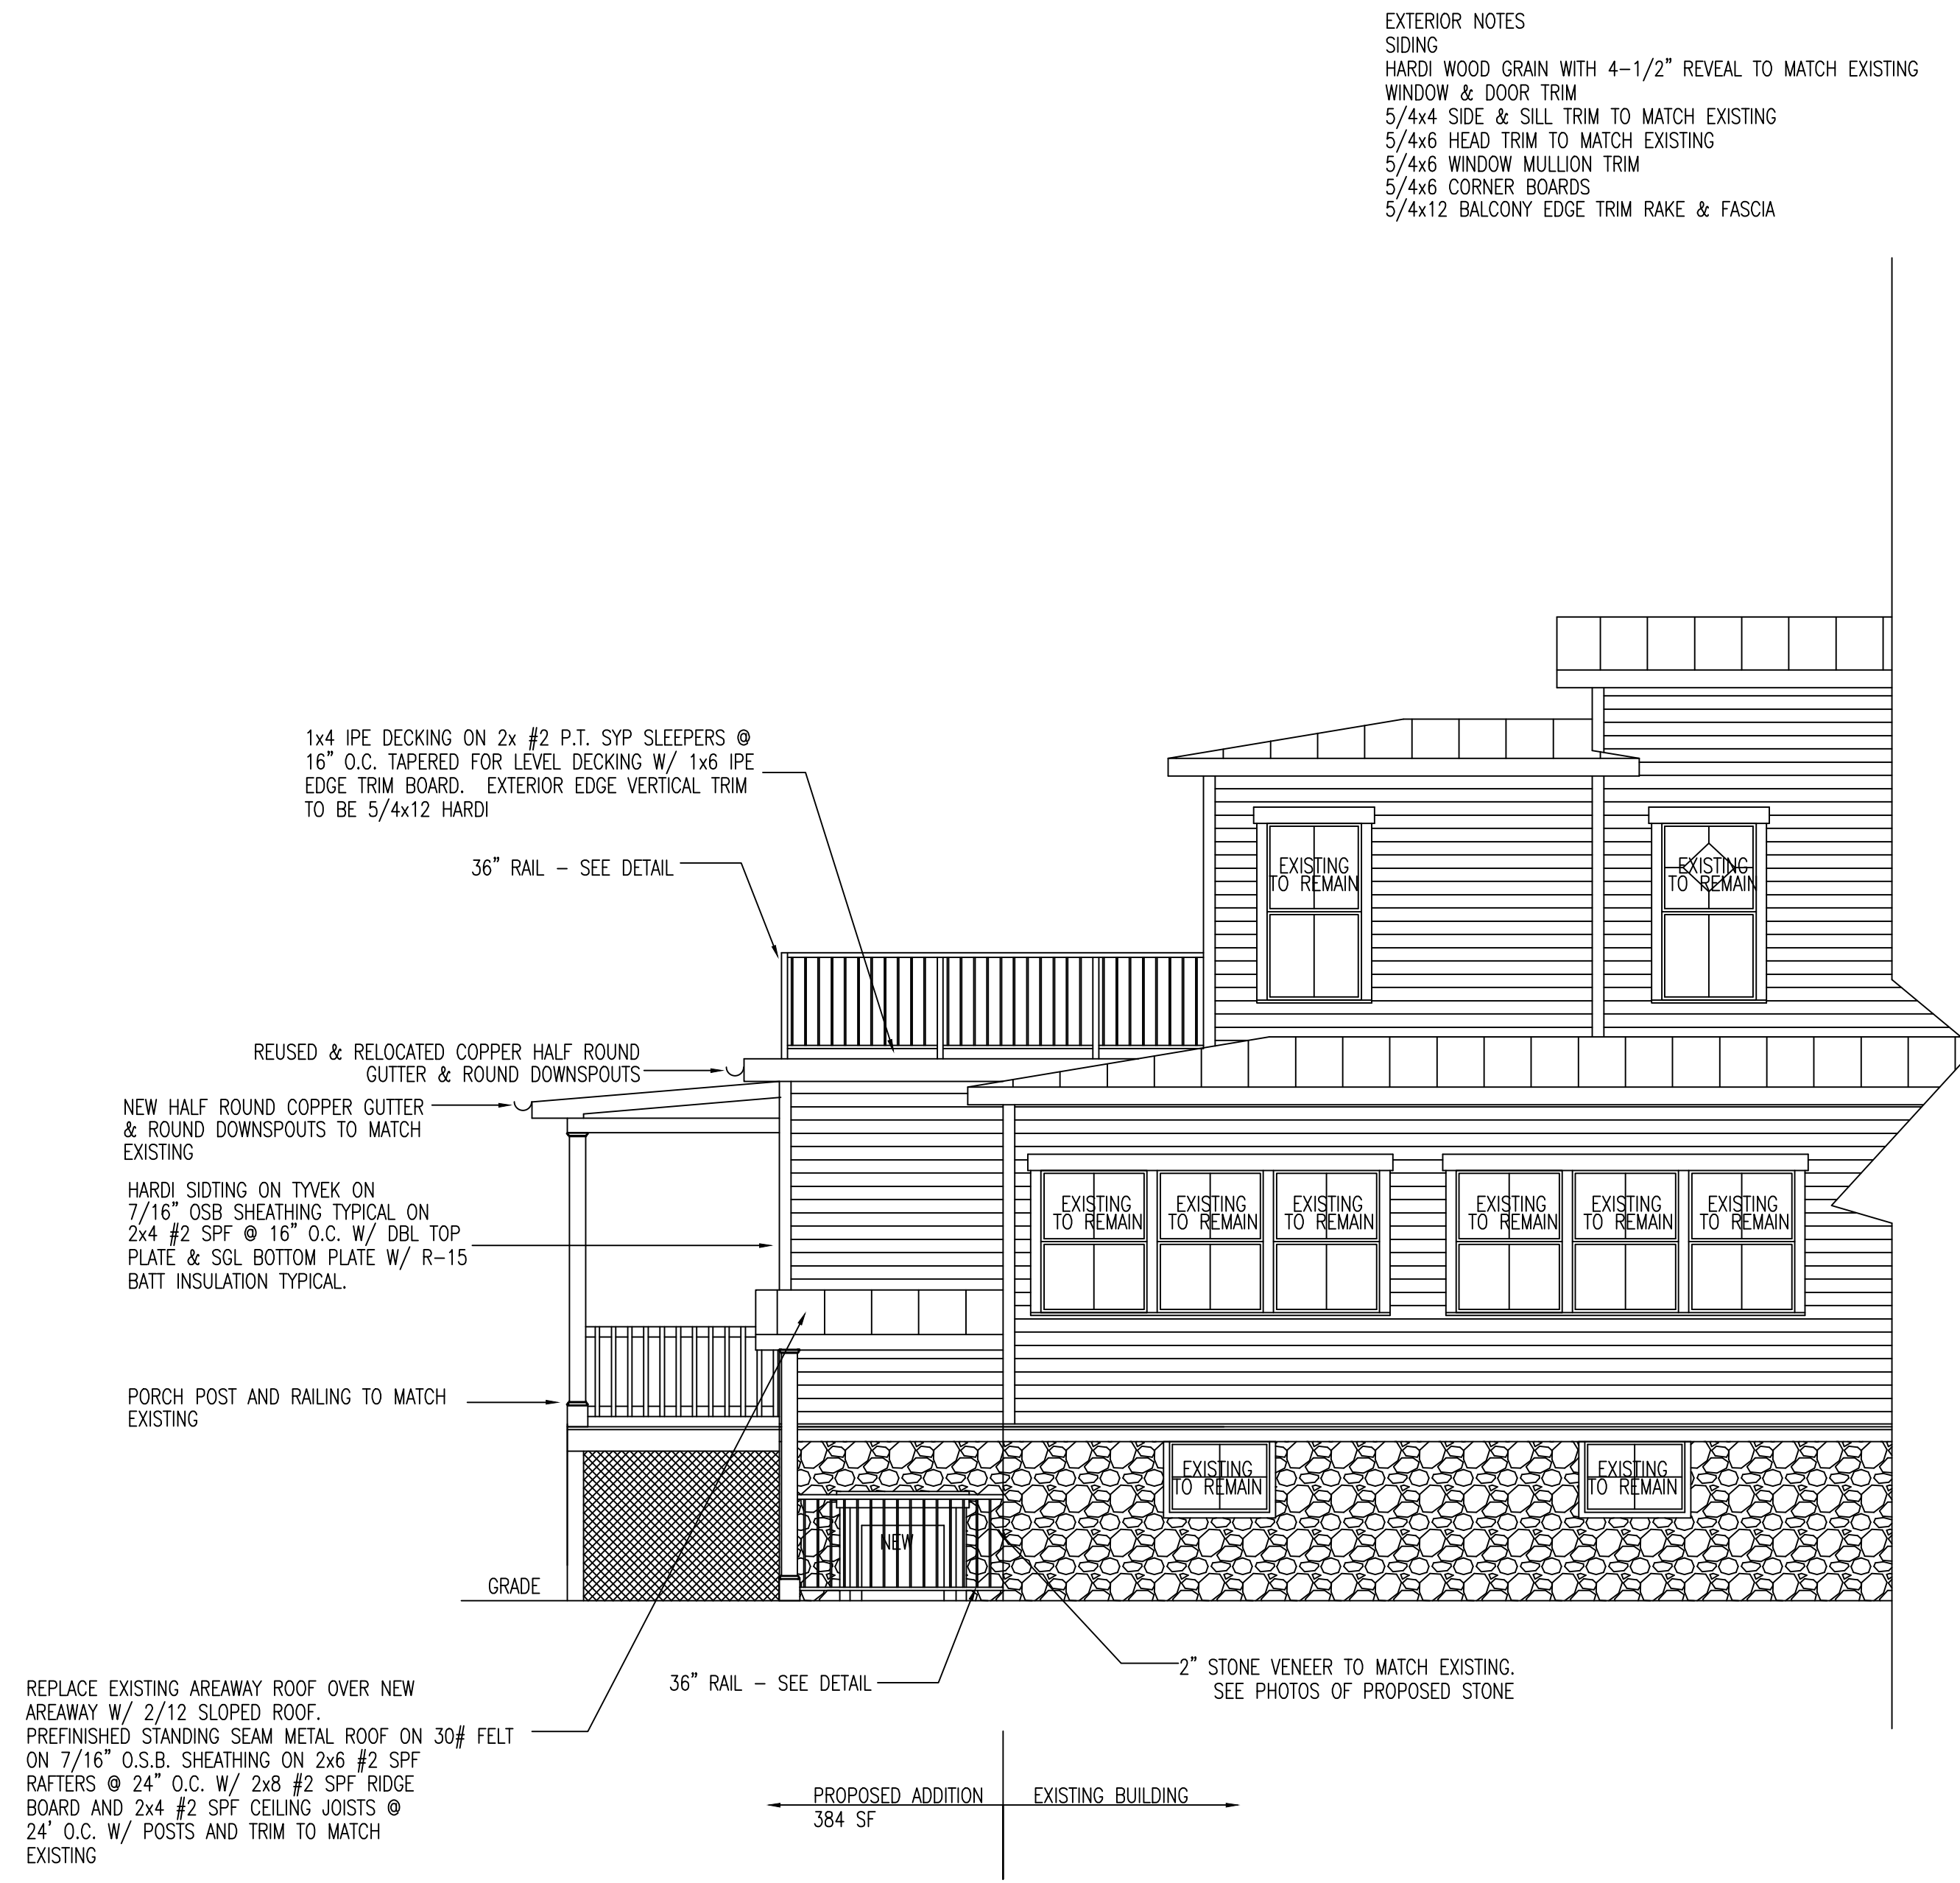 EXTERIOR NOTES
SIDING
HARDI WOOD GRAIN WITH 4-1/2" REVEAL TO MATCH EXISTING
WINDOW & DOOR TRIM
5/4x4 SIDE & SILL TRIM TO MATCH EXISTING
5/4x6 HEAD TRIM TO MATCH EXISTING
5/4x6 WINDOW MULLION TRIM
5/4x6 CORNER BOARDS
5/4x12 BALCONY EDGE TRIM RAKE & FASCIA
1x4 IPE DECKING ON 2x #2 P.T. SYP SLEEPERS @
16" O.C. TAPERED FOR LEVEL DECKING W/ 1x6 IPE
EDGE TRIM BOARD. EXTERIOR EDGE VERTICAL TRIM
TO BE 5/4x12 HARDI
36" RAIL - SEE DETAIL
EXISTING
TO REMAIN
EXISTING
TO REMAIN
REUSED & RELOCATED COPPER HALF ROUND
GUTTER & ROUND DOWNSPOUTS
NEW HALF ROUND COPPER GUTTER
& ROUND DOWNSPOUTS TO MATCH
EXISTING
HARDI SIDTING ON TYVEK ON
7/16" OSB SHEATHING TYPICAL ON
2x4 #2 SPF @ 16" O.C. W/ DBL TOP
PLATE & SGL BOTTOM PLATE W/ R-15
BATT INSULATION TYPICAL.
EXISTING
TO REMAIN
EXISTING
TO REMAIN
EXISTING
TO REMAIN
EXISTING
TO REMAIN
EXISTING
TO REMAIN
EXISTING
TO REMAIN
PORCH POST AND RAILING TO MATCH
EXISTING
EXISTING
TO REMAIN
EXISTING
TO REMAIN
NEW
GRADE
36" RAIL - SEE DETAIL
2" STONE VENEER TO MATCH EXISTING.
SEE PHOTOS OF PROPOSED STONE
REPLACE EXISTING AREAWAY ROOF OVER NEW
AREAWAY W/ 2/12 SLOPED ROOF.
PREFINISHED STANDING SEAM METAL ROOF ON 30# FELT
ON 7/16" O.S.B. SHEATHING ON 2x6 #2 SPF
RAFTERS @ 24" O.C. W/ 2x8 #2 SPF RIDGE
BOARD AND 2x4 #2 SPF CEILING JOISTS @
24' O.C. W/ POSTS AND TRIM TO MATCH
EXISTING
PROPOSED ADDITION
384 SF
EXISTING BUILDING